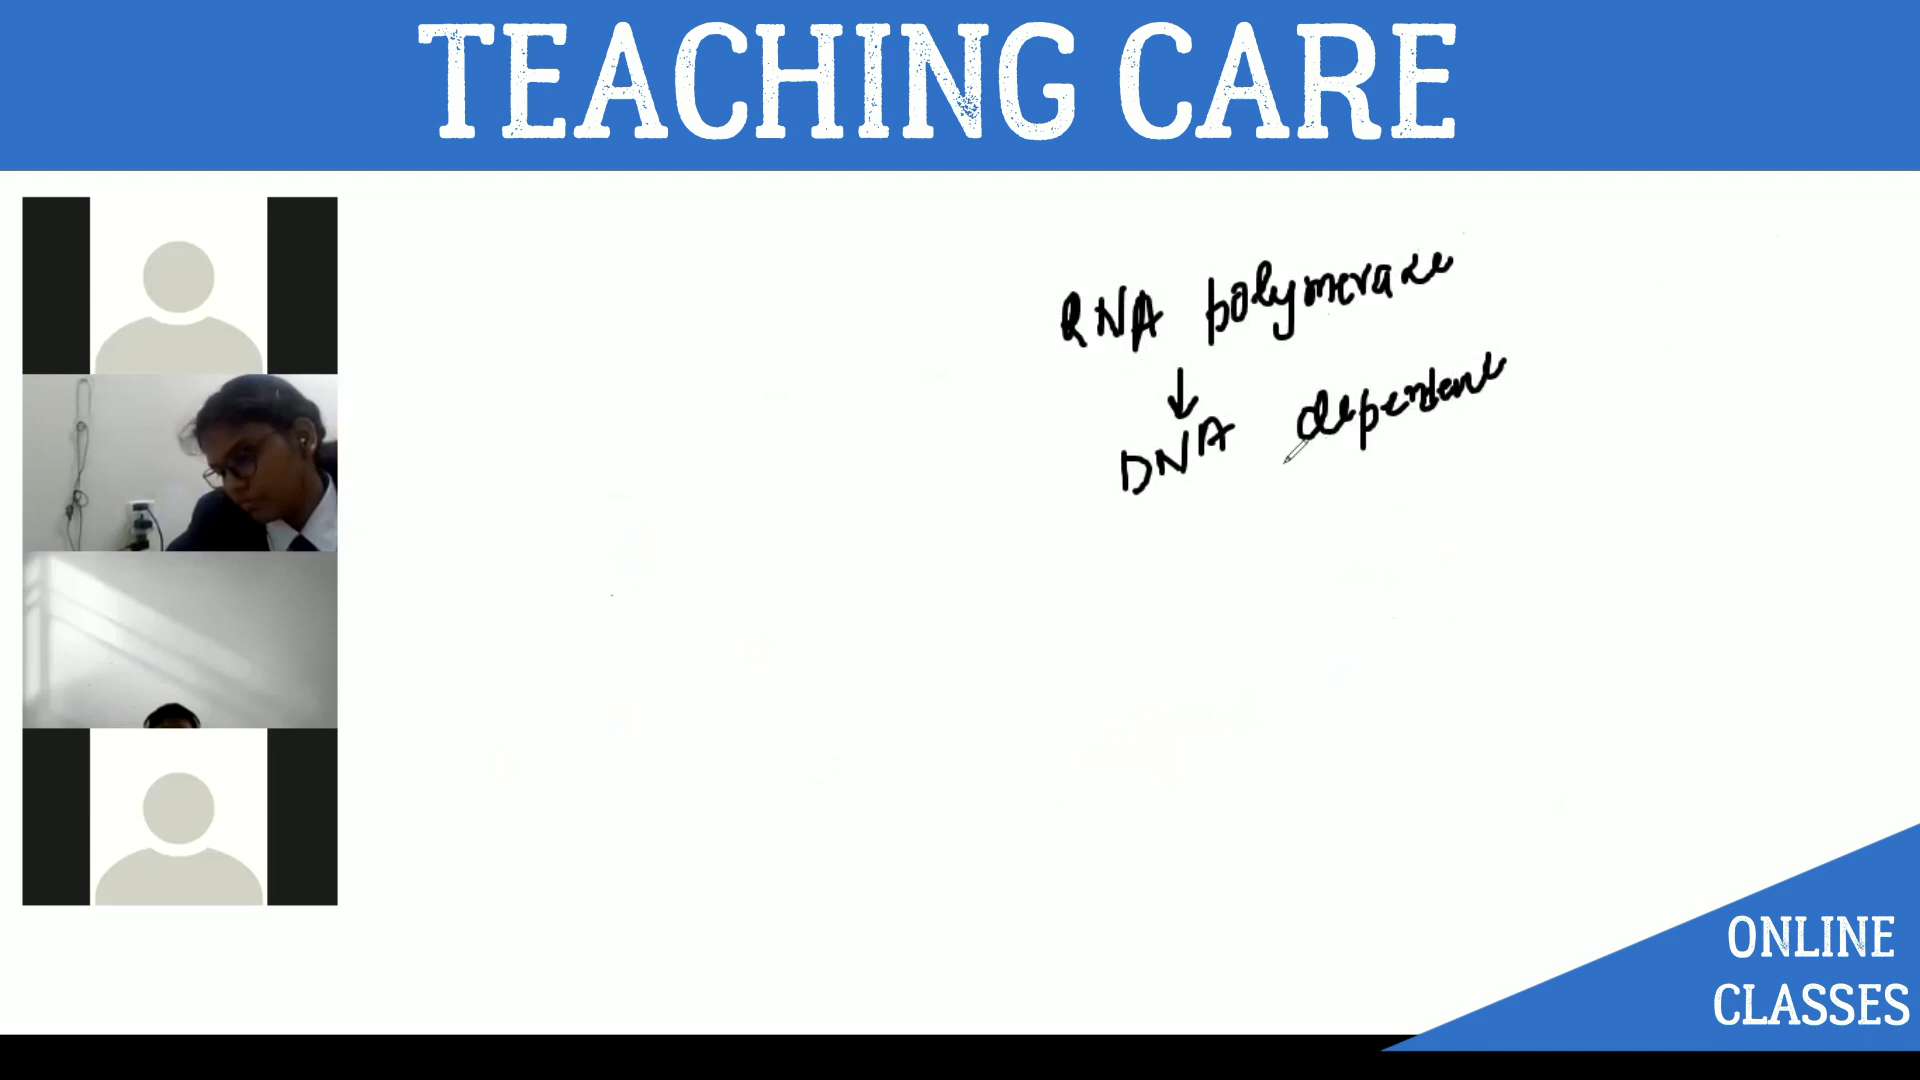 TEACHING CARE
RNA polymerase
↓
DNA dependent
ONLINE
CLASSES